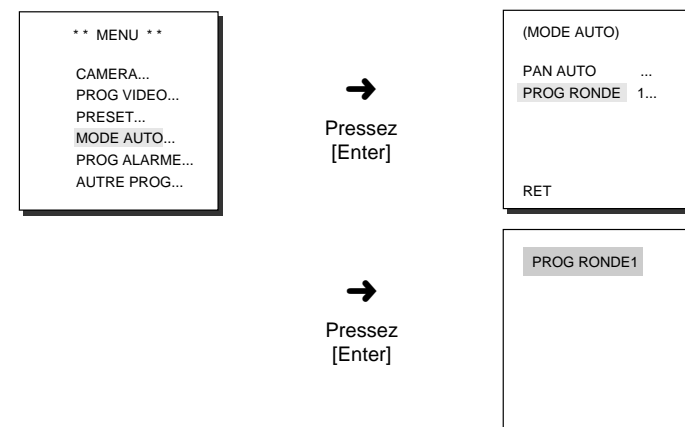 * * MENU * *
CAMERA...
PROG VIDEO...
PRESET...
MODE AUTO...
PROG ALARME...
AUTRE PROG...
➔
Pressez
[Enter]
(MODE AUTO)
PAN AUTO ...
PROG RONDE 1...
RET
➔
Pressez
[Enter]
PROG RONDE1